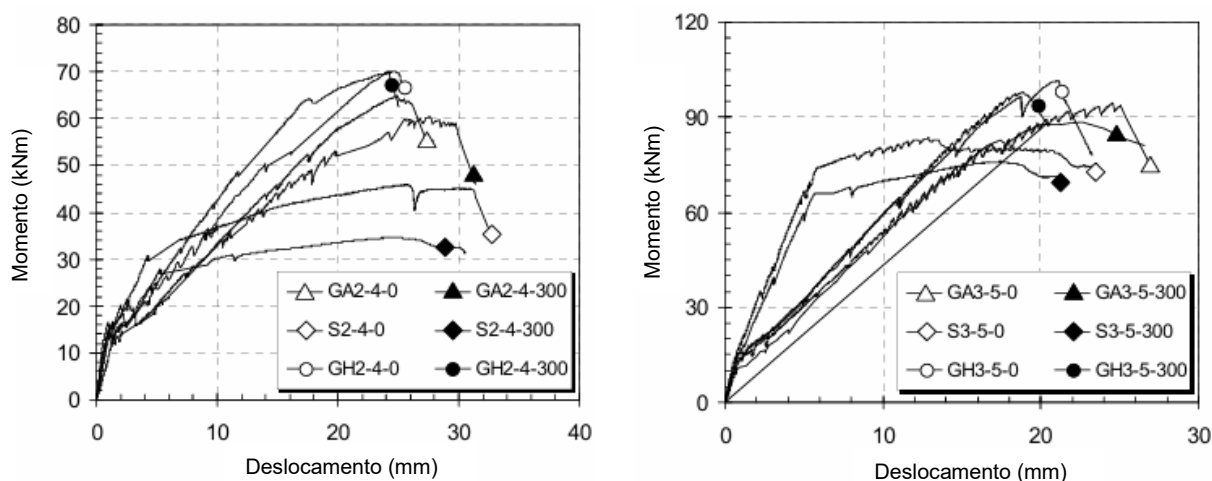 80
70
60
50
40
30
20
10
0
Momento (kNm)
GA2-4-0 GA2-4-300
S2-4-0 S2-4-300
GH2-4-0 GH2-4-300
0 10 20 30 40
Deslocamento (mm)
120
90
60
30
0
Momento (kNm)
GA3-5-0 GA3-5-300
S3-5-0 S3-5-300
GH3-5-0 GH3-5-300
0 10 20 30
Deslocamento (mm)